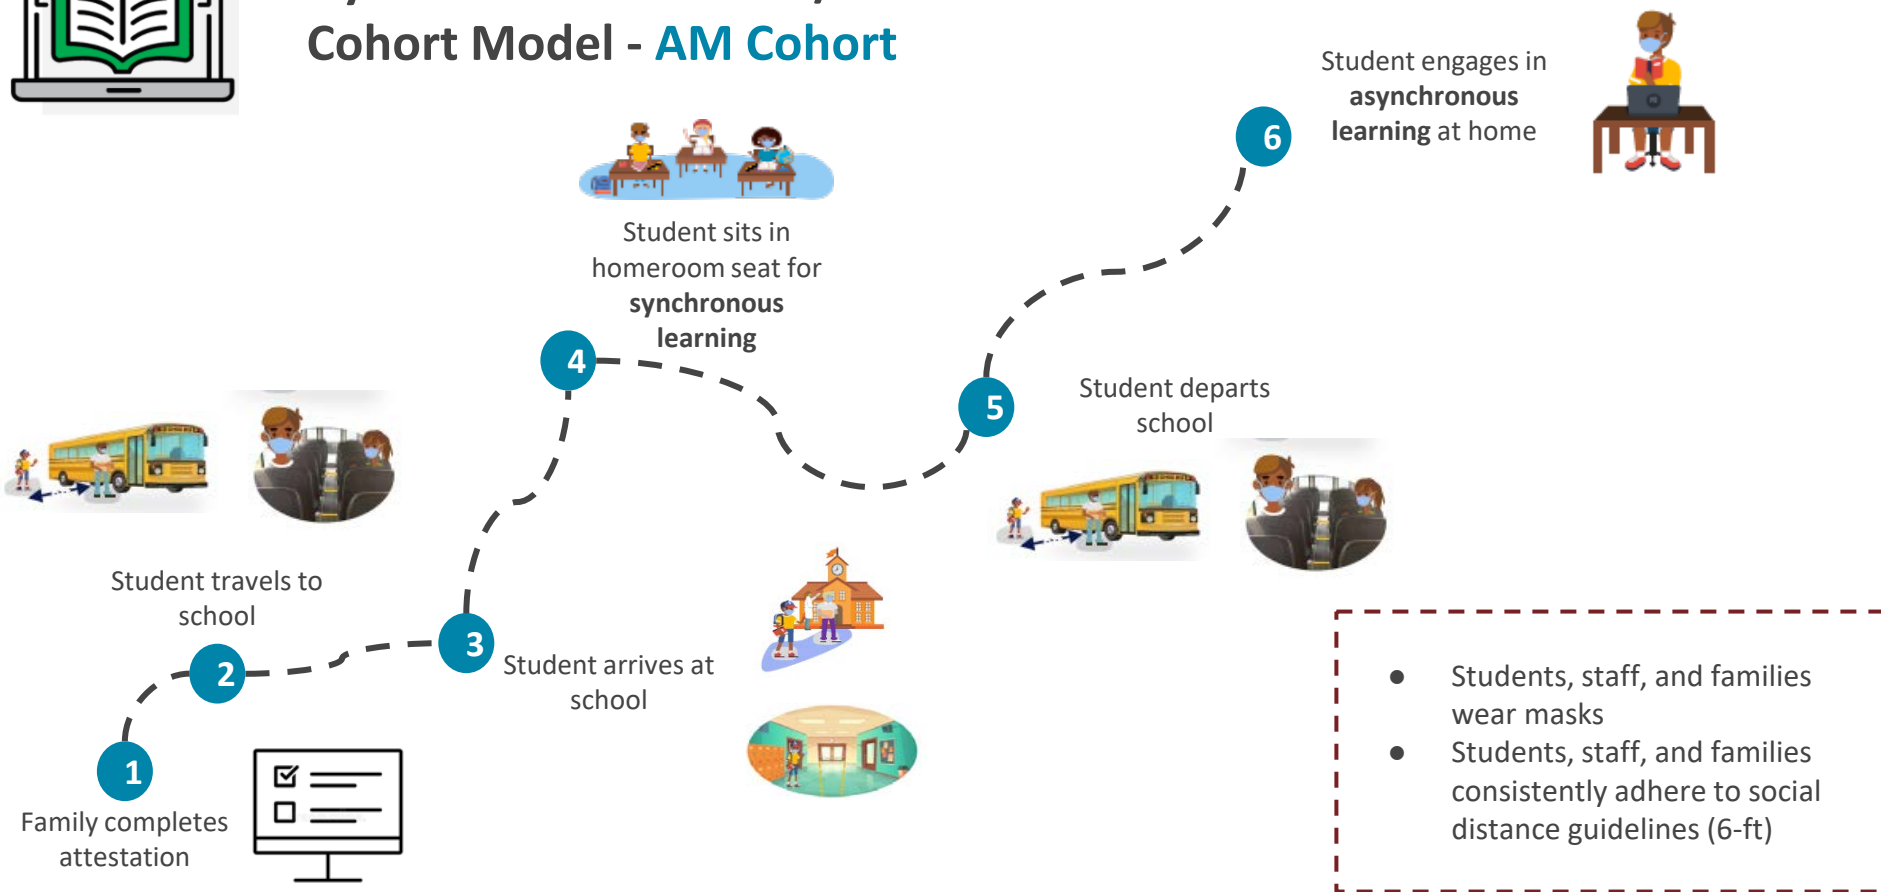 Cohort Model - AM Cohort
Student engages in
asynchronous
learning at home
6
Student sits in
homeroom seat for
synchronous
learning
4
5
Student departs
school
Student travels to
school
2
3
Student arrives at
school
1
Family completes
attestation
● Students, staff, and families
wear masks
● Students, staff, and families
consistently adhere to social
distance guidelines (6-ft)